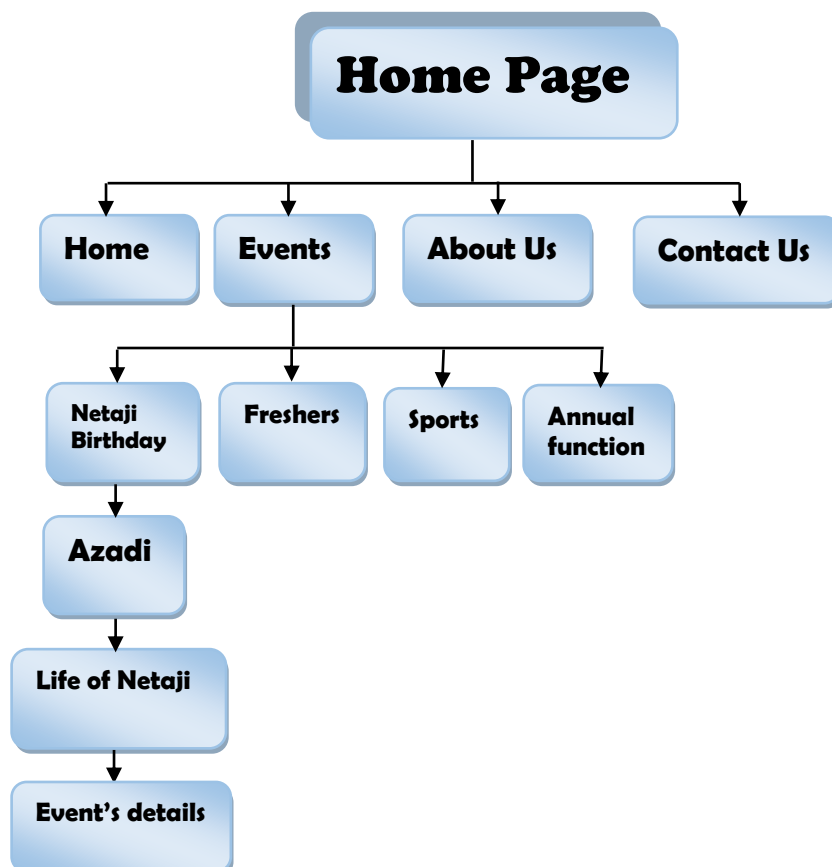 Home Page
Home
Events
About Us
Contact Us
Netaji
Birthday
Freshers
Sports
Annual
function
Azadi
Life of Netaji
Event’s details